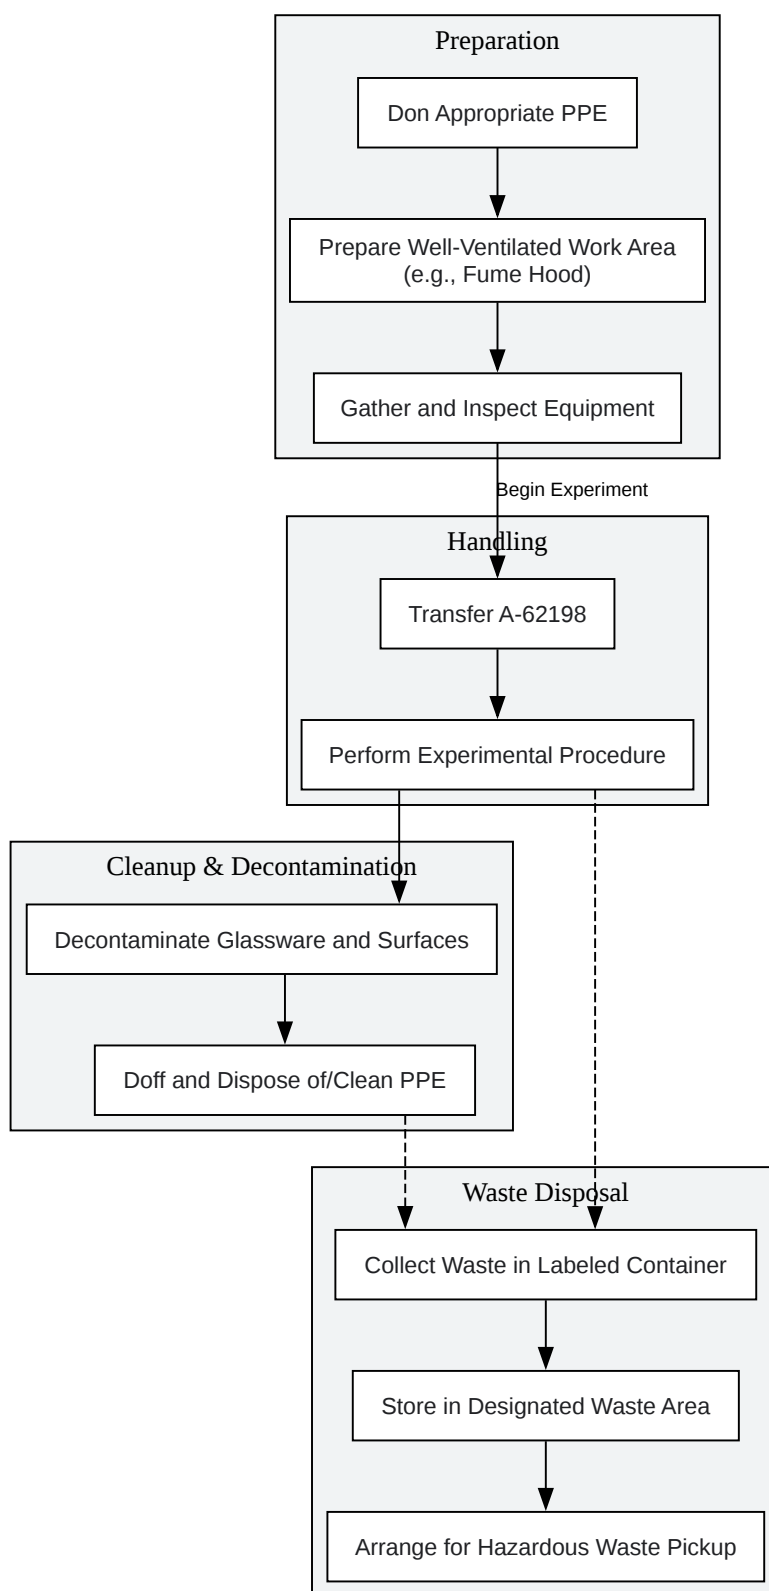 Preparation
Don Appropriate PPE
Prepare Well-Ventilated Work Area
(e.g., Fume Hood)
Gather and Inspect Equipment
Begin Experiment
Handling
Transfer A-62198
Perform Experimental Procedure
Cleanup & Decontamination
Decontaminate Glassware and Surfaces
Doff and Dispose of/Clean PPE
Waste Disposal
Collect Waste in Labeled Container
Store in Designated Waste Area
Arrange for Hazardous Waste Pickup